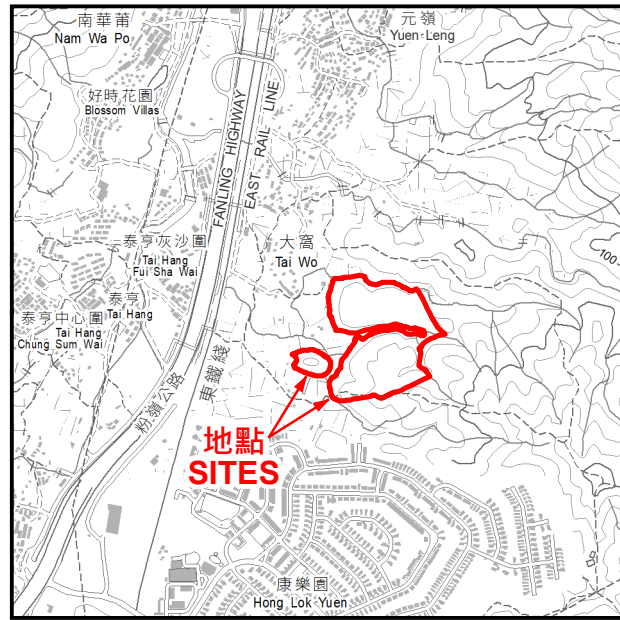 南華莆
Nam Wa Po
元嶺
Yuen Leng
好時花園
Blossom Villas
FANLING HIGHWAY
EAST RAIL LINE
泰亨灰沙圍
Tai Hang
Fui Sha Wai
大窩
Tai Wo
100
泰亨
Tai Hang
泰亨中心圍
Tai Hang
Chung Sum Wai
東鐵綫
粉嶺公路
地點
SITES
康樂園
Hong Lok Yuen